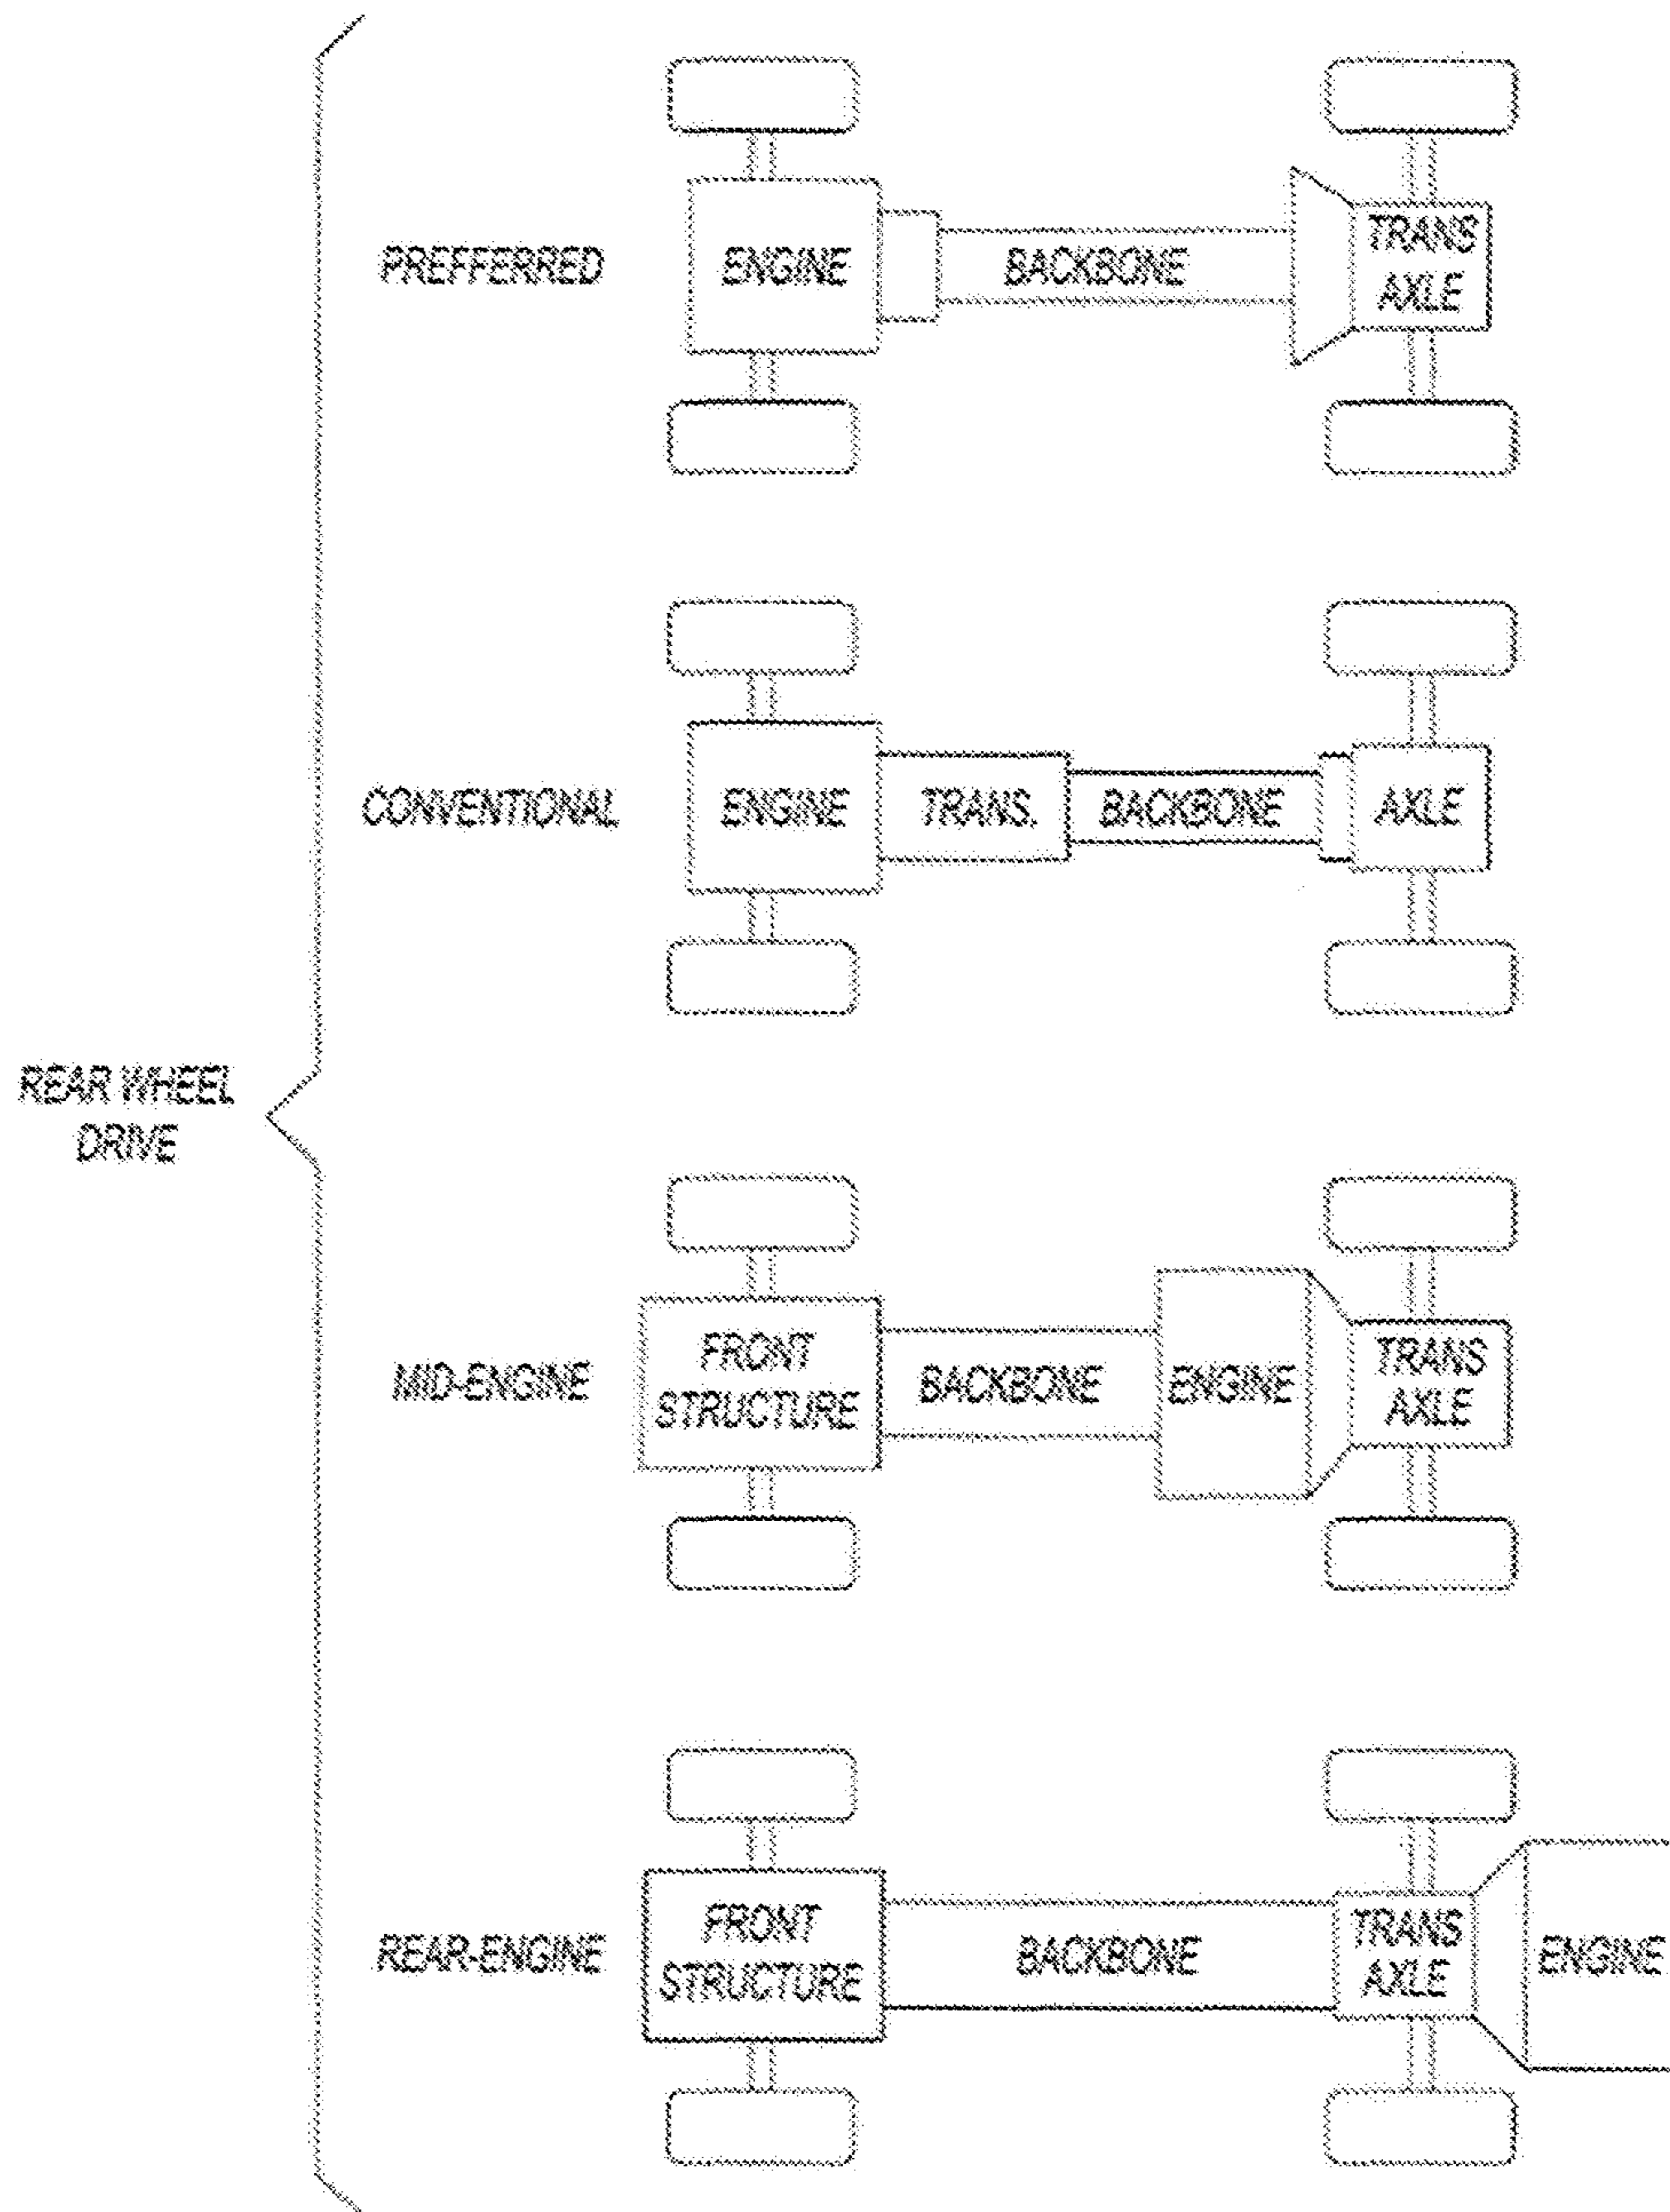 PREFFERRED
ENGINE
BACKBONE
TRANS
AXLE
CONVENTIONAL
ENGINE
TRANS.
BACKBONE
AXLE
REAR WHEEL
DRIVE
MID-ENGINE
FRONT
STRUCTURE
BACKBONE
ENGINE
TRANS
AXLE
REAR-ENGINE
FRONT
STRUCTURE
BACKBONE
TRANS
AXLE
ENGINE